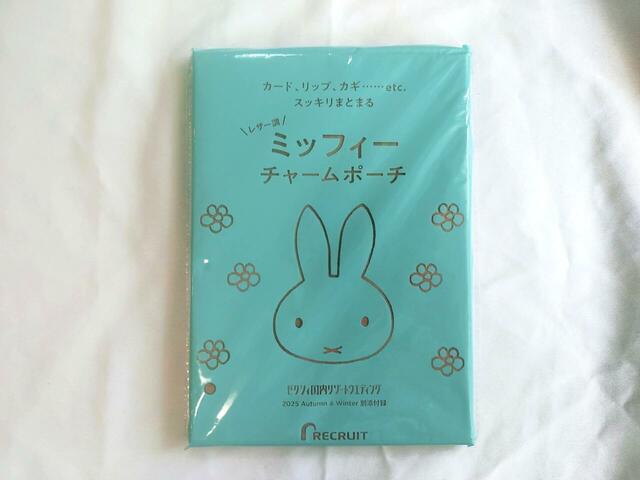 カード、リップ、カギ……etc.
スッキリまとまる
レザー調
ミッフィー
チャームポーチ
ゼクシィ国内リゾートウエディング
2025 Autumn & Winter 別添付録
RECRUIT